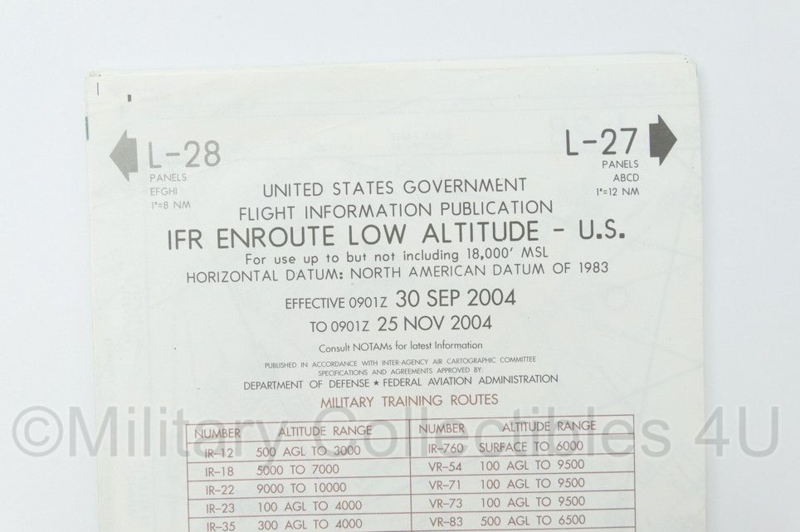 L-28
PANELS
EFGHI
1"=8 NM
L-27
PANELS
ABCD
1"=12 NM
UNITED STATES GOVERNMENT
FLIGHT INFORMATION PUBLICATION
IFR ENROUTE LOW ALTITUDE - U.S.
For use up to but not including 18,000' MSL
HORIZONTAL DATUM: NORTH AMERICAN DATUM OF 1983
EFFECTIVE 0901Z 30 SEP 2004
TO 0901Z 25 NOV 2004
Consult NOTAMs for latest Information
PUBLISHED IN ACCORDANCE WITH INTER-AGENCY AIR CARTOGRAPHIC COMMITTEE
SPECIFICATIONS AND AGREEMENTS APPROVED BY:
DEPARTMENT OF DEFENSE ★ FEDERAL AVIATION ADMINISTRATION
MILITARY TRAINING ROUTES
NUMBER ALTITUDE RANGE NUMBER ALTITUDE RANGE
IR-12 500 AGL TO 3000 IR-760 SURFACE TO 6000
IR-18 5000 TO 7000 VR-54 100 AGL TO 9500
IR-22 9000 TO 10000 VR-71 100 AGL TO 9500
IR-23 100 AGL TO 4000 VR-73 100 AGL TO 9500
IR-35 300 AGL TO 4000 VR-83 500 AGL TO 6500
©Military Collectibles 4U